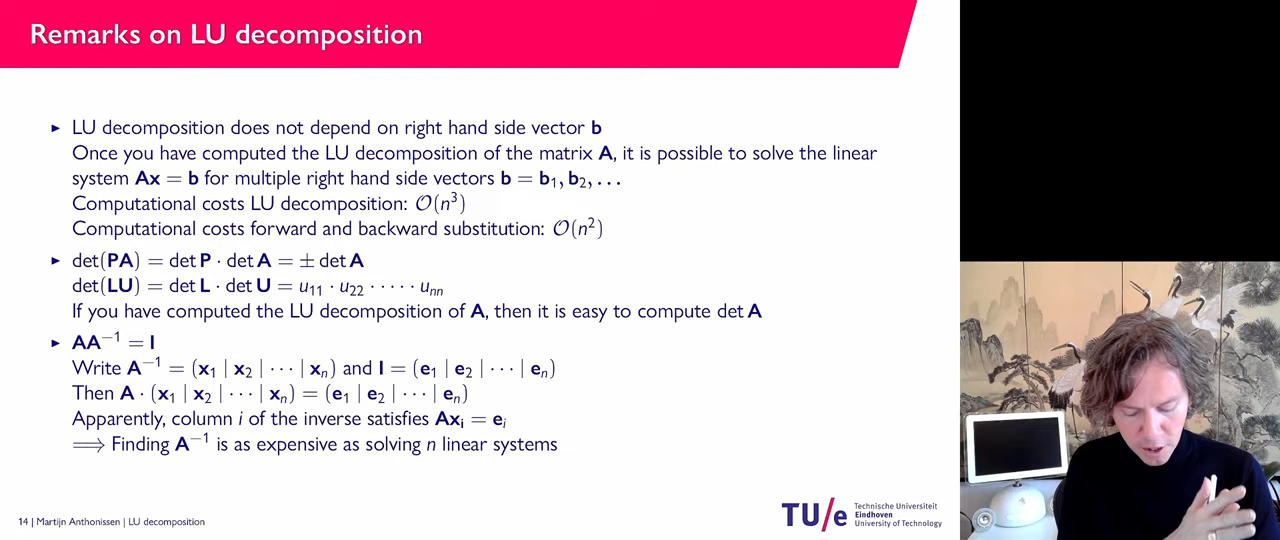 Remarks on LU decomposition
► LU decomposition does not depend on right hand side vector b
Once you have computed the LU decomposition of the matrix A, it is possible to solve the linear
system Ax = b for multiple right hand side vectors b = b₁, b₂, . . .
Computational costs LU decomposition: 𝒪(n³)
Computational costs forward and backward substitution: 𝒪(n²)
► det(PA) = det P · det A = ± det A
det(LU) = det L · det U = u₁₁ · u₂₂ · · · · · uₙₙ
If you have computed the LU decomposition of A, then it is easy to compute det A
► AA⁻¹ = I
Write A⁻¹ = (x₁ | x₂ | · · · | xₙ) and I = (e₁ | e₂ | · · · | eₙ)
Then A · (x₁ | x₂ | · · · | xₙ) = (e₁ | e₂ | · · · | eₙ)
Apparently, column i of the inverse satisfies Axᵢ = eᵢ
⟹ Finding A⁻¹ is as expensive as solving n linear systems
14 | Martijn Anthonissen | LU decomposition
TU/e
Technische Universiteit
Eindhoven
University of Technology